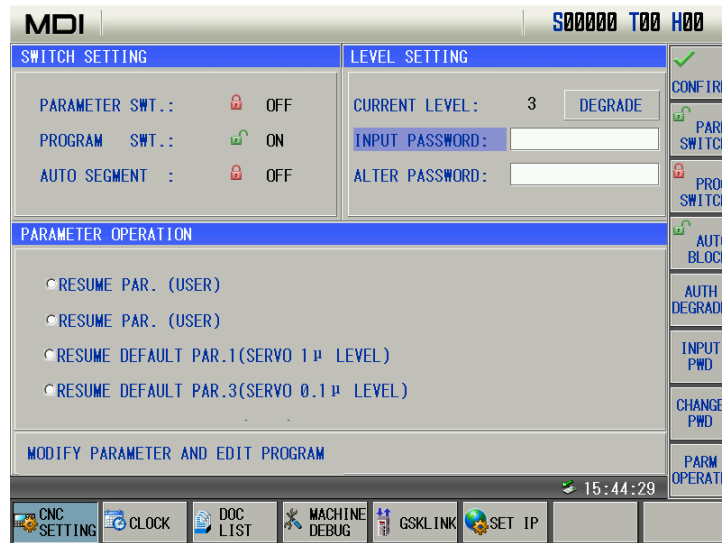 MDI
S00000 T00 H00
SWITCH SETTING
PARAMETER SWT.: OFF
PROGRAM SWT.: ON
AUTO SEGMENT : OFF
LEVEL SETTING
CURRENT LEVEL: 3 DEGRADE
INPUT PASSWORD:
ALTER PASSWORD:
PARAMETER OPERATION
RESUME PAR. (USER)
RESUME PAR. (USER)
RESUME DEFAULT PAR.1(SERVO 1μ LEVEL)
RESUME DEFAULT PAR.3(SERVO 0.1μ LEVEL)
MODIFY PARAMETER AND EDIT PROGRAM
15:44:29
CONFIR
PAR
SWITC
PRO
SWITC
AUT
BLOC
AUTH
DEGRAD
INPUT
PWD
CHANGE
PWD
PARM
OPERAT
CNC
SETTING
CLOCK
DOC
LIST
MACHINE
DEBUG
GSKLINK
SET IP